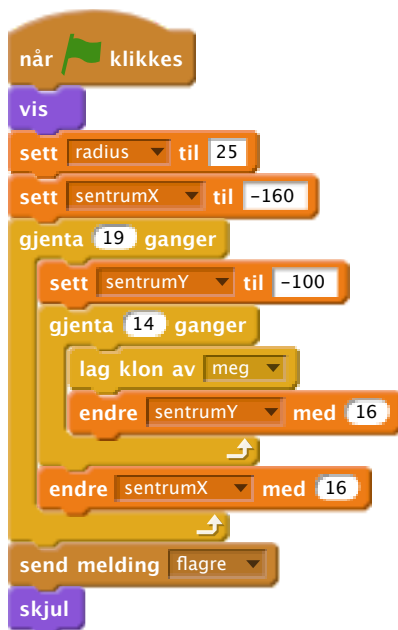 når klikkes
vis
sett radius til 25
sett sentrumX til -160
gjenta 19 ganger
sett sentrumY til -100
gjenta 14 ganger
lag klon av meg
endre sentrumY med 16
endre sentrumX med 16
send melding flagre
skjul